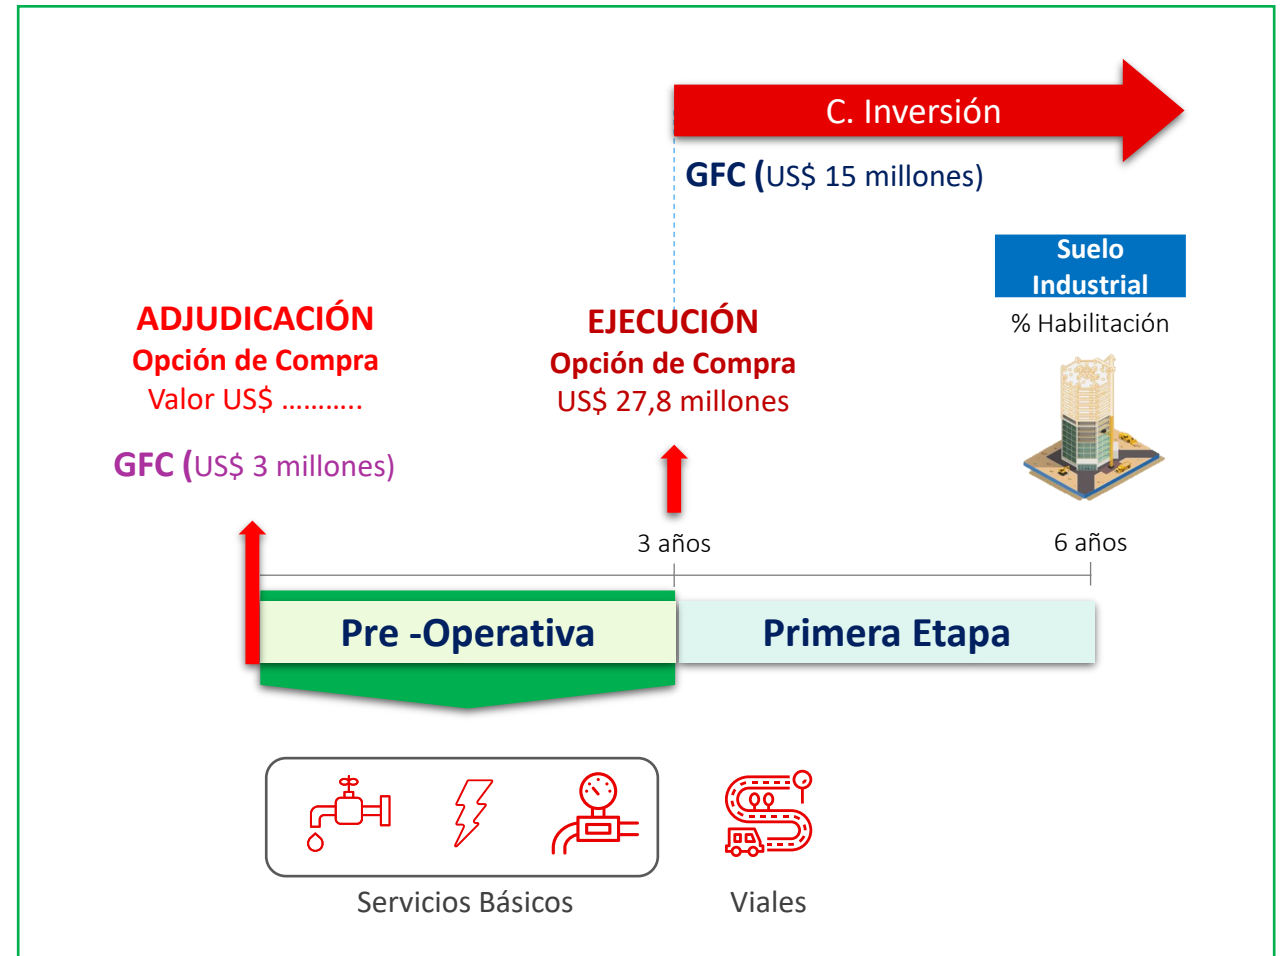 C. Inversión
GFC (US$ 15 millones)
Suelo
Industrial
% Habilitación
ADJUDICACIÓN
Opción de Compra
Valor US$ ………..
GFC (US$ 3 millones)
EJECUCIÓN
Opción de Compra
US$ 27,8 millones
3 años
6 años
Pre -Operativa
Primera Etapa
Servicios Básicos
Viales